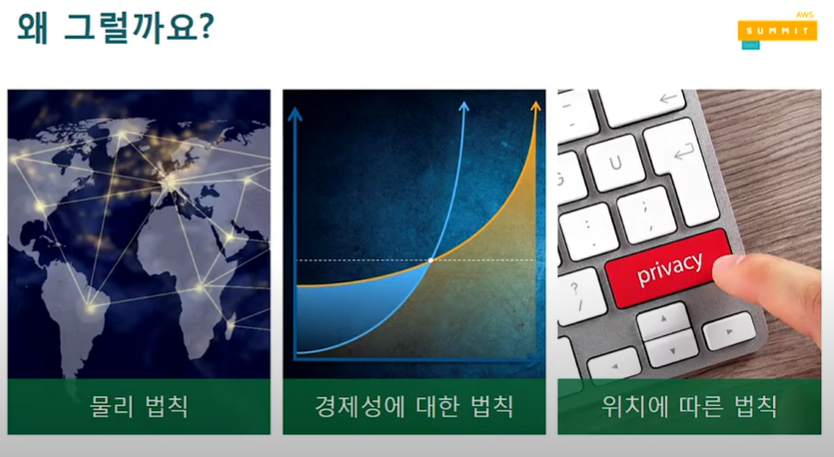 왜 그럴까요?
AWS
SUMMIT
privacy
U
G
물리 법칙
경제성에 대한 법칙
위치에 따른 법칙